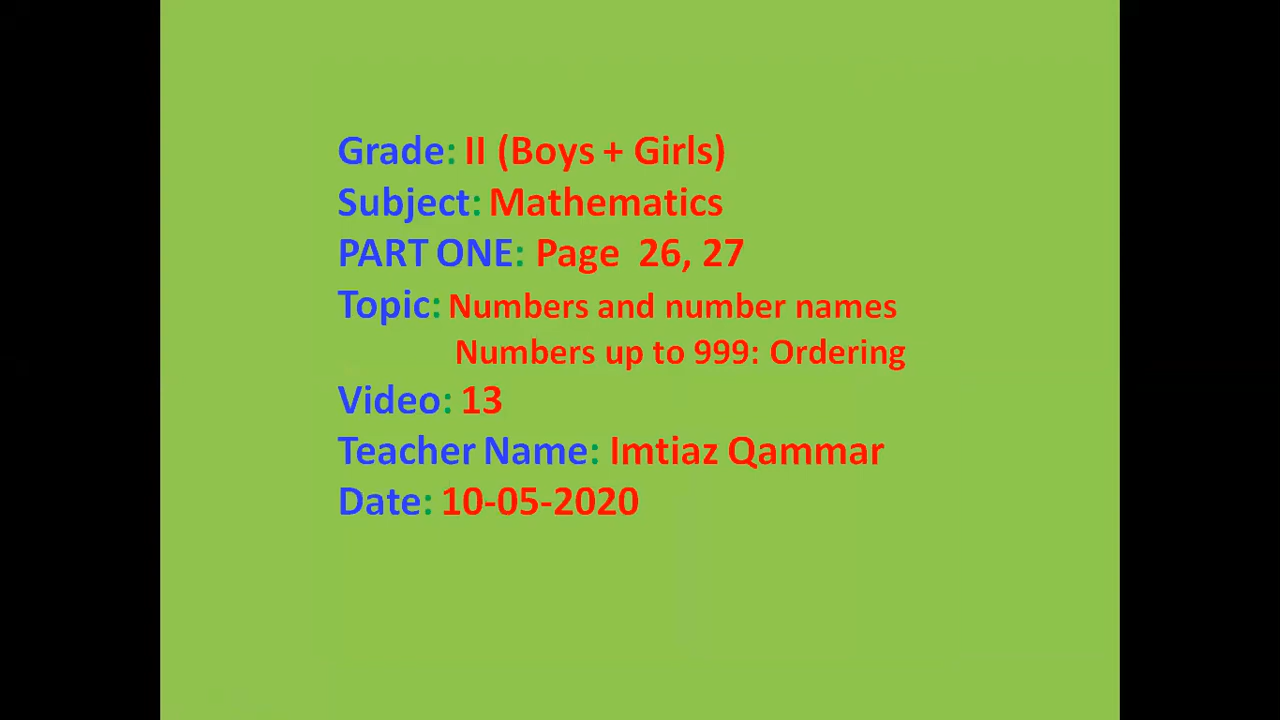 Grade: II (Boys + Girls)
Subject: Mathematics
PART ONE: Page 26, 27
Topic: Numbers and number names
Numbers up to 999: Ordering
Video: 13
Teacher Name: Imtiaz Qammar
Date: 10-05-2020